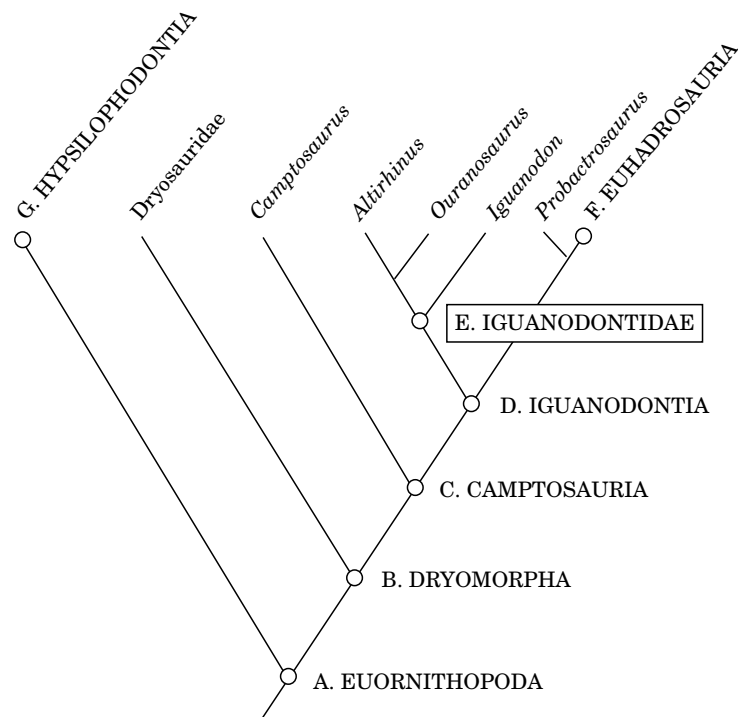 G. HYPSILOPHODONTIA
Dryosauridae
Camptosaurus
Altirhinus
Ouranosaurus
Iguanodon
Probactrosaurus
F. EUHADROSAURIA
E. IGUANODONTIDAE
D. IGUANODONTIA
C. CAMPTOSAURIA
B. DRYOMORPHA
A. EUORNITHOPODA